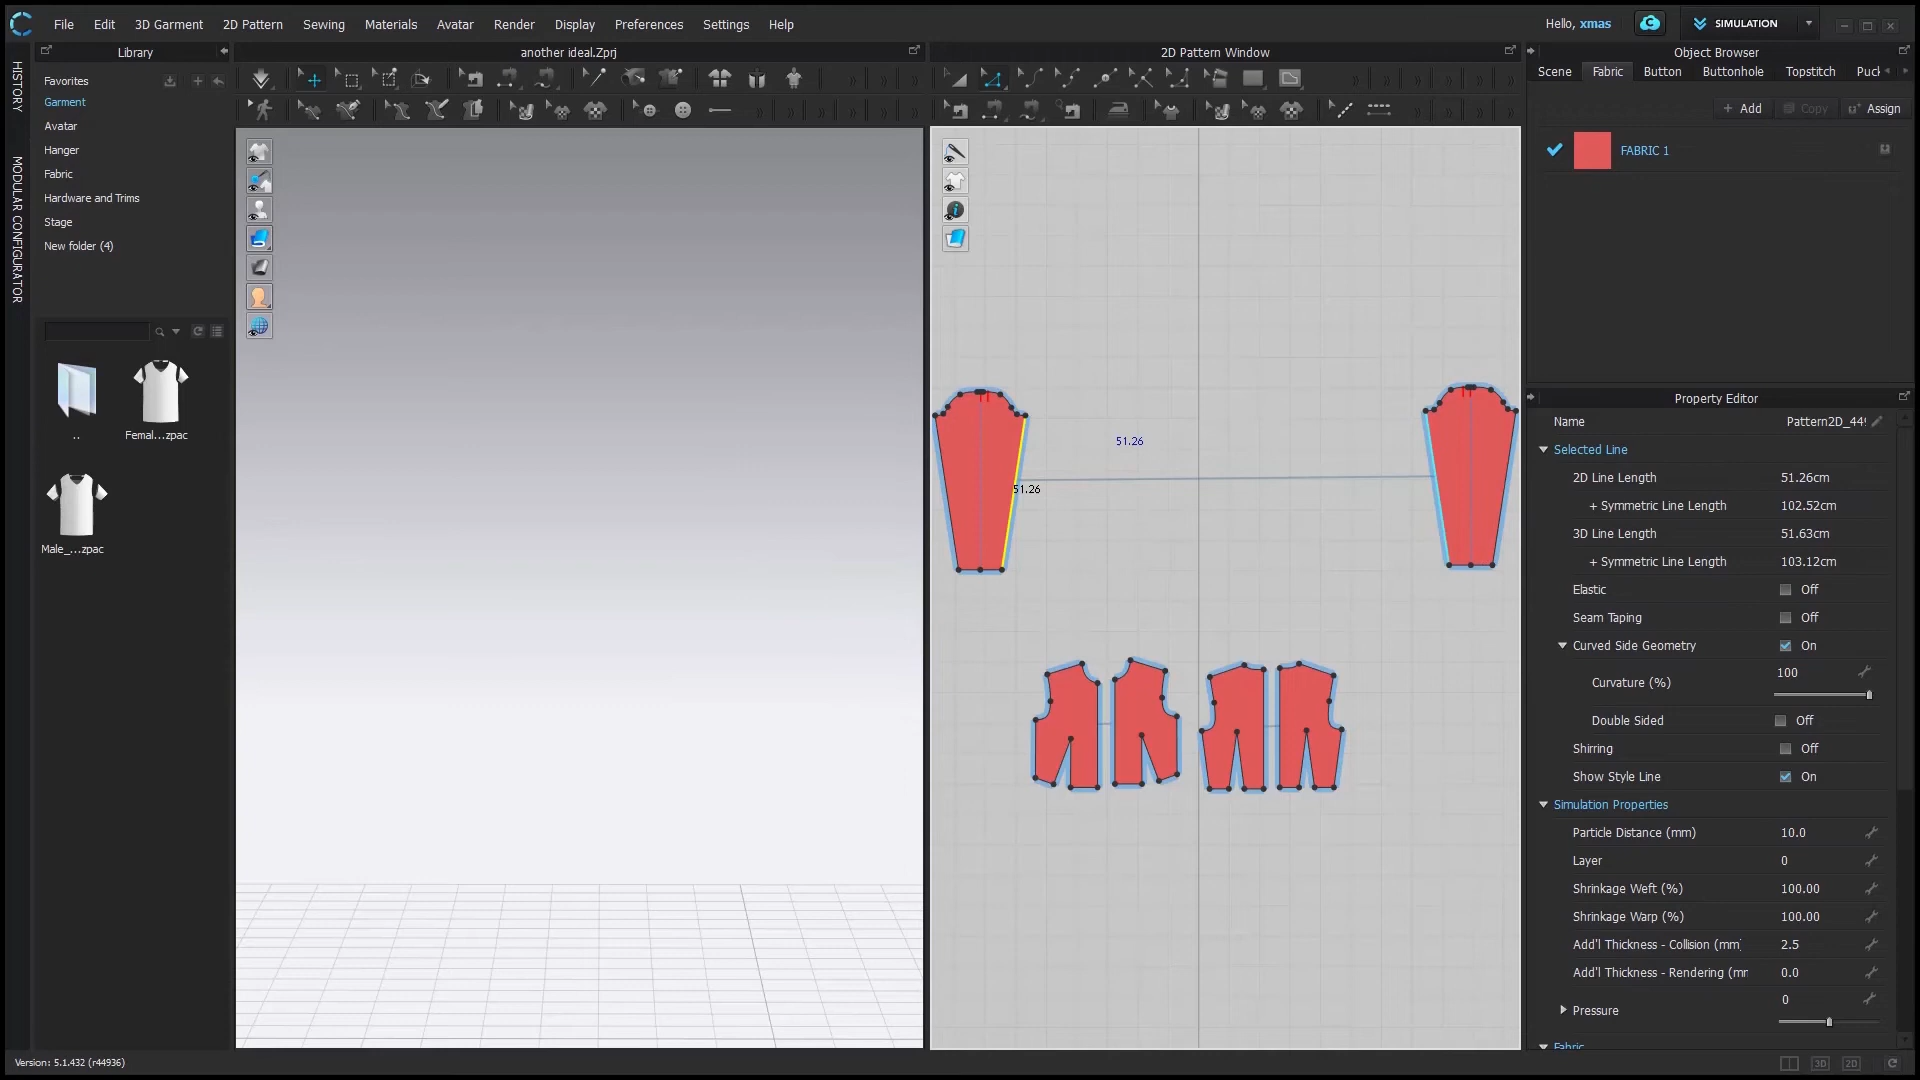 File Edit 3D Garment 2D Pattern Sewing Materials Avatar Render Display Preferences Settings Help
Hello, xmas
SIMULATION
HISTORY
MODULAR CONFIGURATOR
Library
another ideal.Zprj
2D Pattern Window
Object Browser
Favorites
Garment
Avatar
Hanger
Fabric
Hardware and Trims
Stage
New folder (4)
..
Femal...zpac
Male_...zpac
Scene Fabric Button Buttonhole Topstitch Puck
+ Add Copy Assign
FABRIC 1
51.26
51.26
Property Editor
Name Pattern2D_449
Selected Line
2D Line Length 51.26cm
+ Symmetric Line Length 102.52cm
3D Line Length 51.63cm
+ Symmetric Line Length 103.12cm
Elastic Off
Seam Taping Off
Curved Side Geometry On
Curvature (%) 100
Double Sided Off
Shirring Off
Show Style Line On
Simulation Properties
Particle Distance (mm) 10.0
Layer 0
Shrinkage Weft (%) 100.00
Shrinkage Warp (%) 100.00
Add'l Thickness - Collision (mm) 2.5
Add'l Thickness - Rendering (mm 0.0
Pressure 0
Fabric
Version: 5.1.432 (r44936)
3D 2D